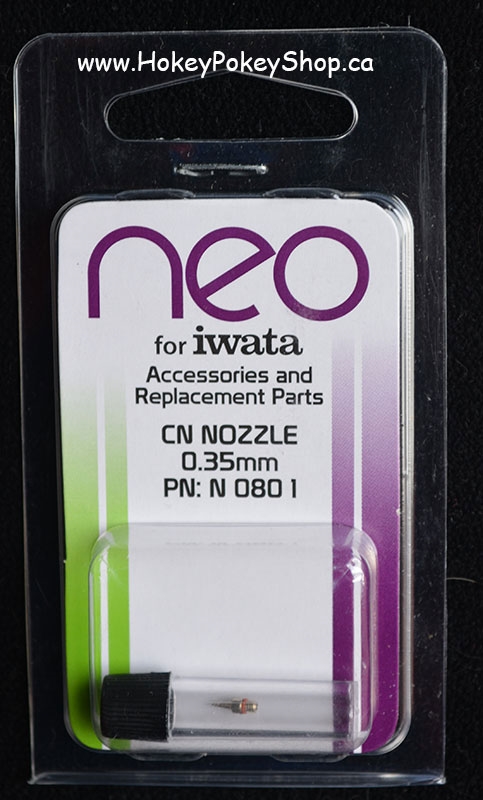 www.HokeyPokeyShop.ca
neo
for iwata
Accessories and
Replacement Parts
CN NOZZLE
0.35mm
PN: N 080 1